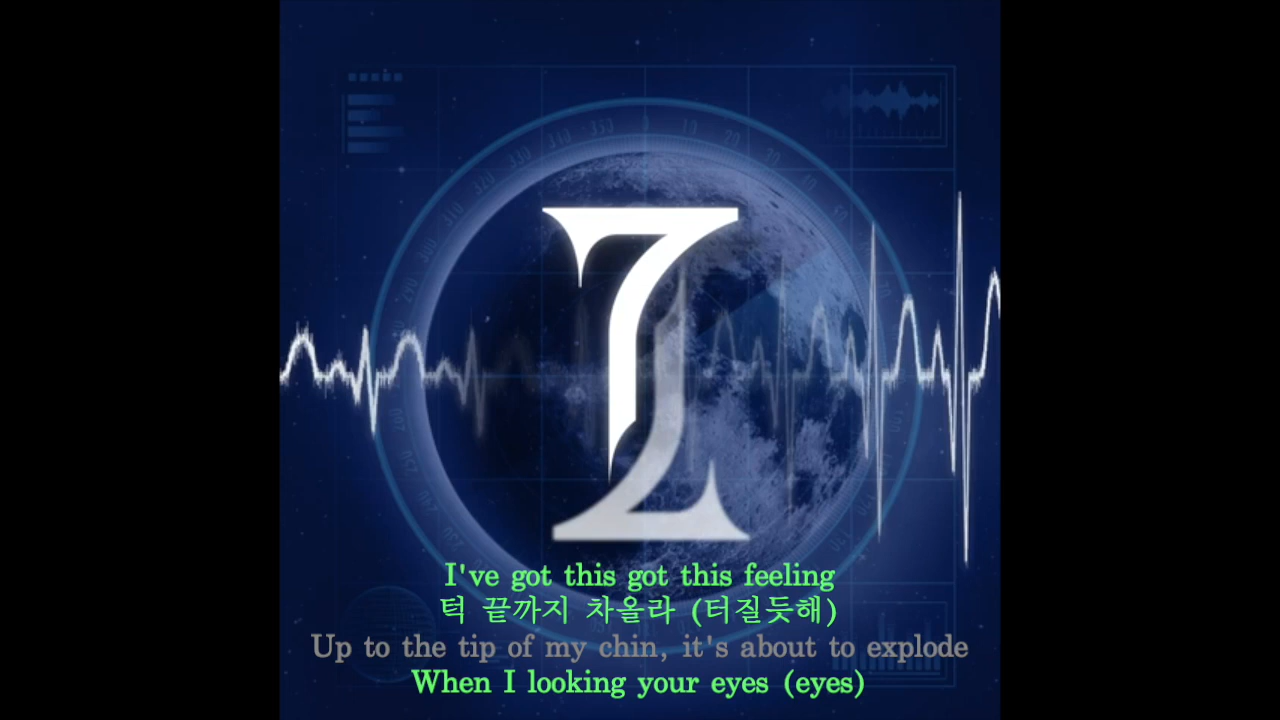 I've got this got this feeling
턱 끝까지 차올라 (터질듯해)
Up to the tip of my chin, it's about to explode
When I looking your eyes (eyes)